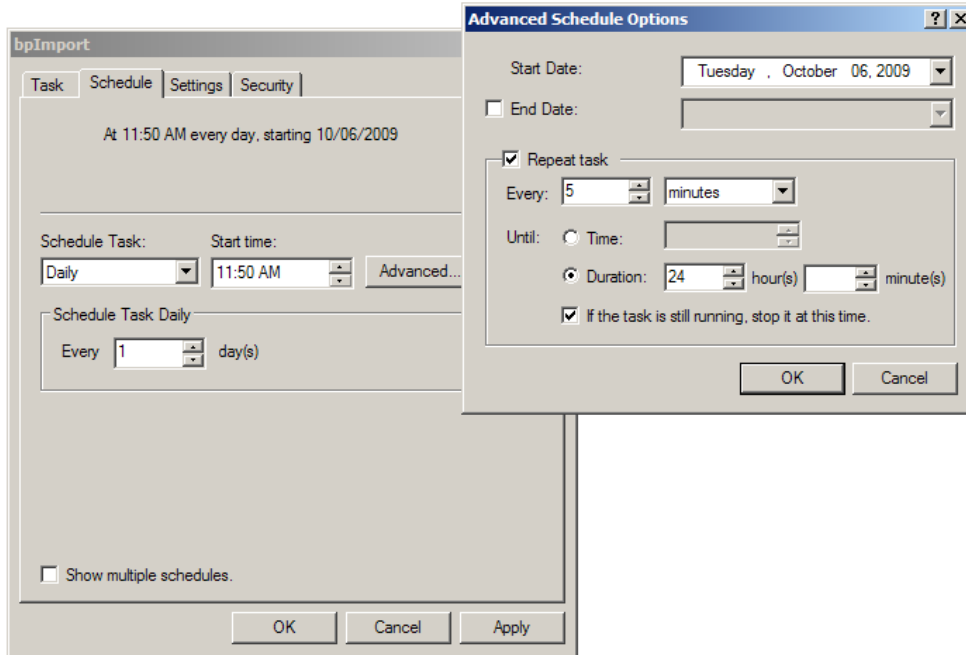 bpImport
Task
Schedule
Settings
Security
At 11:50 AM every day, starting 10/06/2009
Schedule Task:
Start time:
Daily
11:50 AM
Advanced...
Schedule Task Daily
Every 1 day(s)
Show multiple schedules.
OK
Cancel
Apply
Advanced Schedule Options
Start Date: Tuesday , October 06, 2009
End Date:
Repeat task
Every: 5 minutes
Until: Time:
Duration: 24 hour(s) minute(s)
If the task is still running, stop it at this time.
OK
Cancel